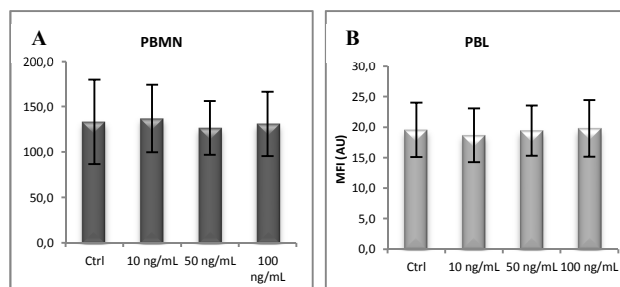 A
PBMN
200,0
150,0
100,0
50,0
0,0
Ctrl 10 ng/mL 50 ng/mL 100
ng/mL
B
PBL
MFI (AU)
30,0
25,0
20,0
15,0
10,0
5,0
0,0
Ctrl 10 ng/mL 50 ng/mL 100 ng/mL